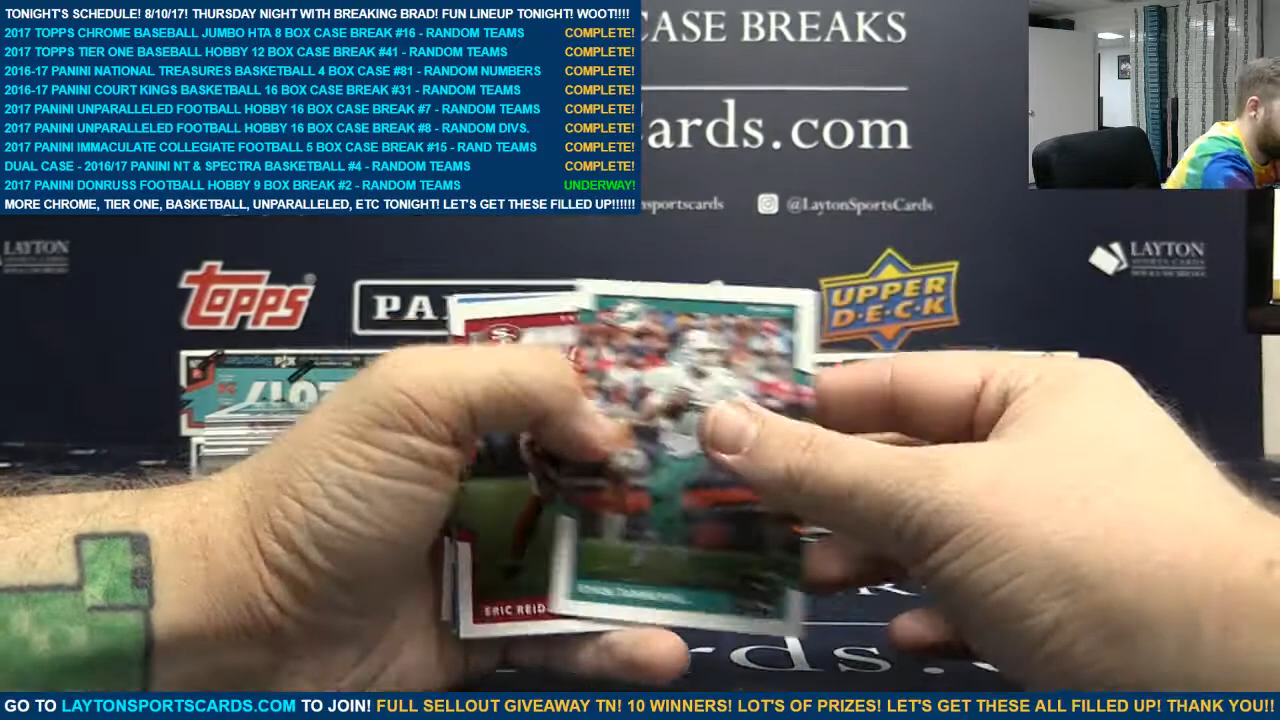 TONIGHT'S SCHEDULE! 8/10/17! THURSDAY NIGHT WITH BREAKING BRAD! FUN LINEUP TONIGHT! WOOT!!!!
2017 TOPPS CHROME BASEBALL JUMBO HTA 8 BOX CASE BREAK #16 - RANDOM TEAMS COMPLETE!
2017 TOPPS TIER ONE BASEBALL HOBBY 12 BOX CASE BREAK #41 - RANDOM TEAMS COMPLETE!
2016-17 PANINI NATIONAL TREASURES BASKETBALL 4 BOX CASE #81 - RANDOM NUMBERS COMPLETE!
2016-17 PANINI COURT KINGS BASKETBALL 16 BOX CASE BREAK #31 - RANDOM TEAMS COMPLETE!
2017 PANINI UNPARALLELED FOOTBALL HOBBY 16 BOX CASE BREAK #7 - RANDOM TEAMS COMPLETE!
2017 PANINI UNPARALLELED FOOTBALL HOBBY 16 BOX CASE BREAK #8 - RANDOM DIVS. COMPLETE!
2017 PANINI IMMACULATE COLLEGIATE FOOTBALL 5 BOX CASE BREAK #15 - RAND TEAMS COMPLETE!
DUAL CASE - 2016/17 PANINI NT & SPECTRA BASKETBALL #4 - RANDOM TEAMS COMPLETE!
2017 PANINI DONRUSS FOOTBALL HOBBY 9 BOX BREAK #2 - RANDOM TEAMS UNDERWAY!
MORE CHROME, TIER ONE, BASKETBALL, UNPARALLELED, ETC TONIGHT! LET'S GET THESE FILLED UP!!!!!!
CASE BREAKS
Cards.com
sportscards @LaytonSportsCards
LAYTON
SPORTS CARDS
LAYTON
SPORTS CARDS
TOPPS
PA
UPPER
D·E·C·K
2017
ERIC REID
rds.
GO TO LAYTONSPORTSCARDS.COM TO JOIN! FULL SELLOUT GIVEAWAY TN! 10 WINNERS! LOT'S OF PRIZES! LET'S GET THESE ALL FILLED UP! THANK YOU!!